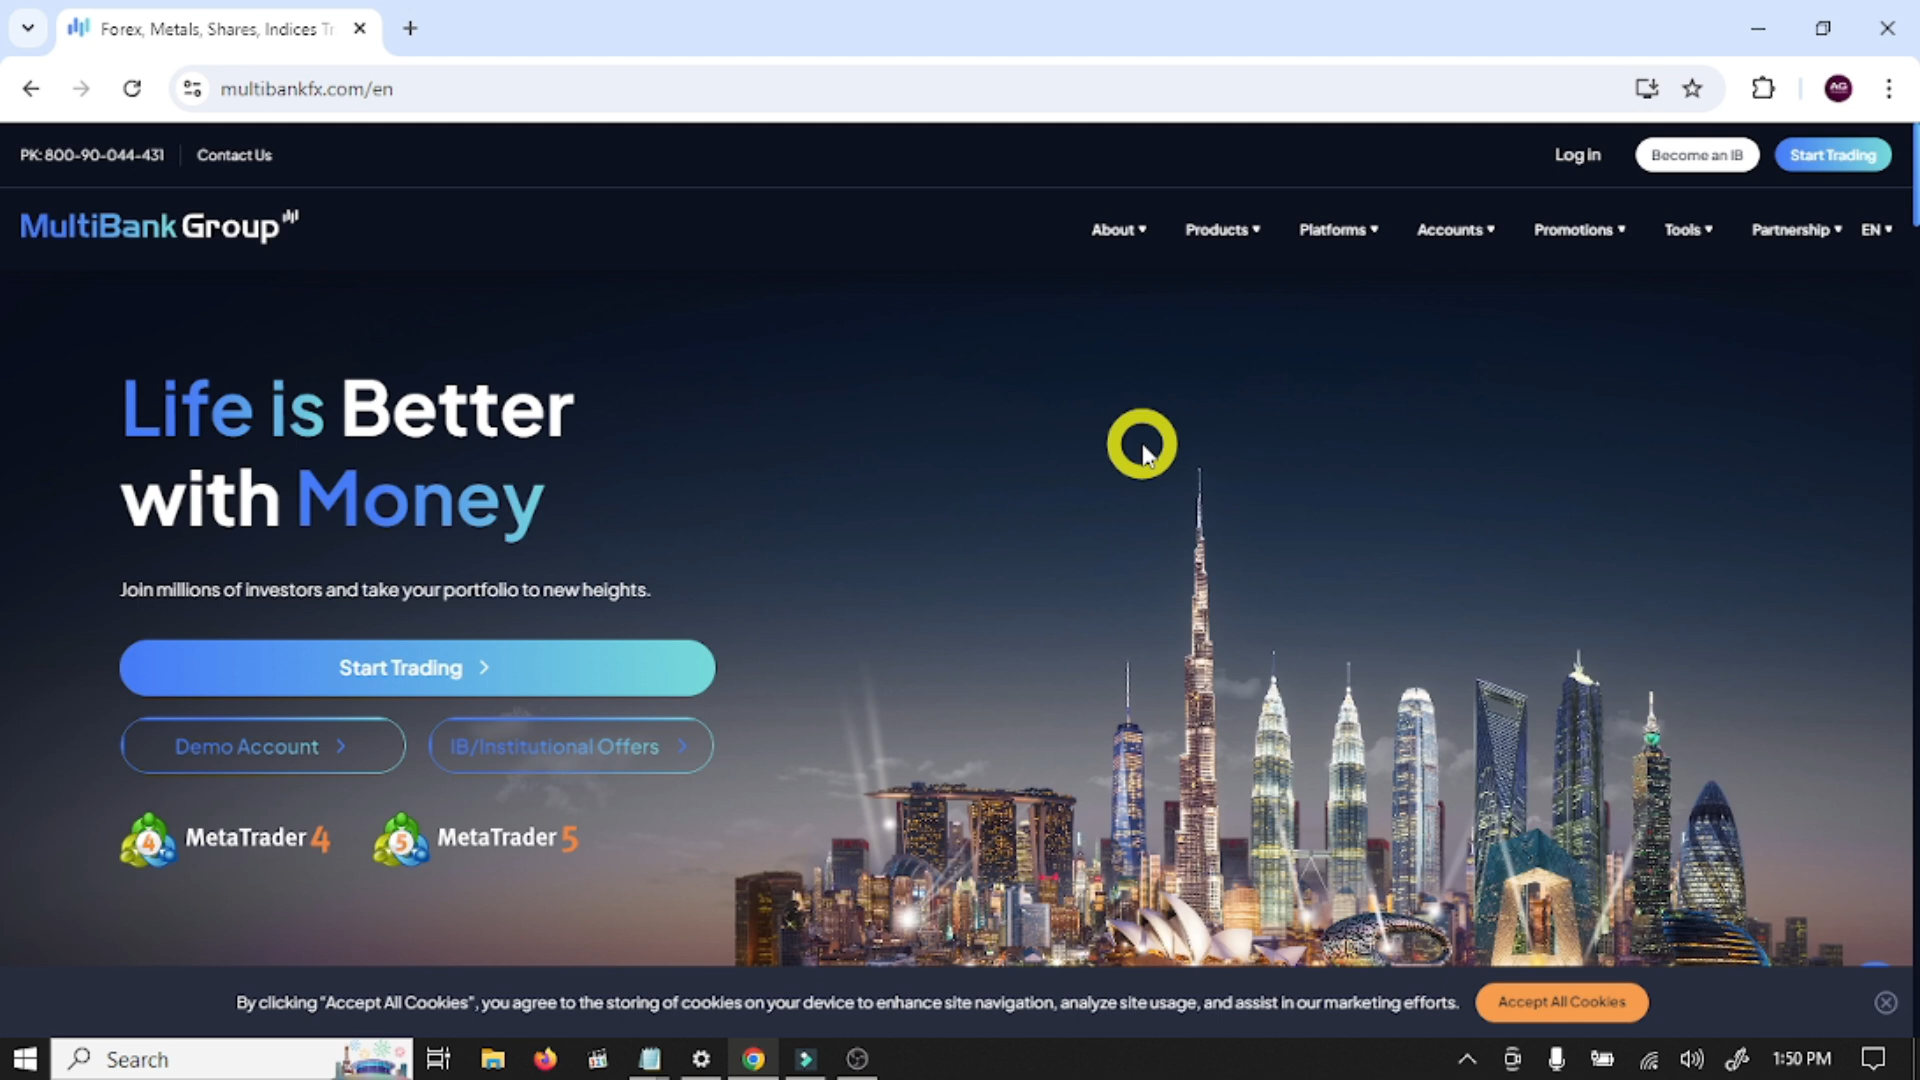 Forex, Metals, Shares, Indices Tr
multibankfx.com/en
AG
PK: 800-90-044-431
Contact Us
Log in
Become an IB
Start Trading
MultiBank Group
About
Products
Platforms
Accounts
Promotions
Tools
Partnership
EN
Life is Better
with Money
Join millions of investors and take your portfolio to new heights.
Start Trading
Demo Account
IB/Institutional Offers
4 MetaTrader 4
5 MetaTrader 5
By clicking "Accept All Cookies", you agree to the storing of cookies on your device to enhance site navigation, analyze site usage, and assist in our marketing efforts.
Accept All Cookies
Search
1:50 PM